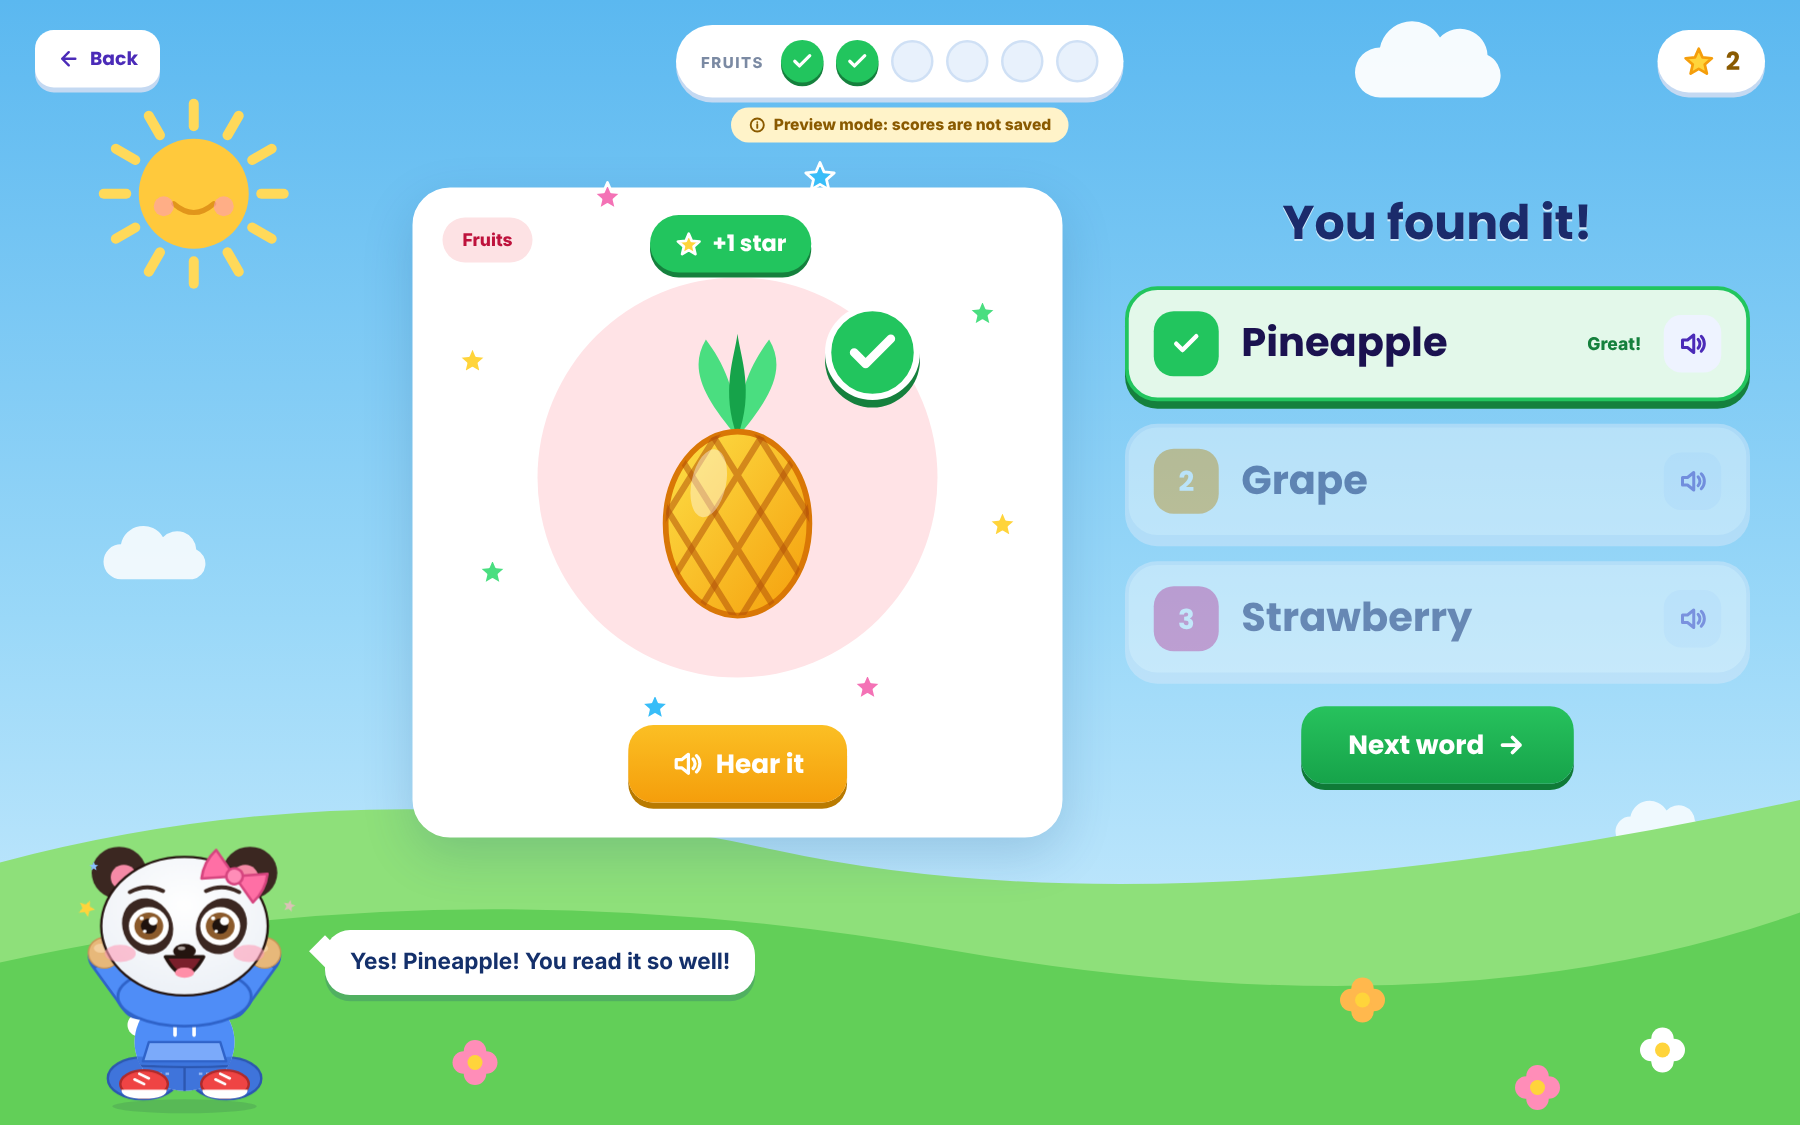 Back
FRUITS
2
Preview mode: scores are not saved
Fruits
+1 star
Hear it
You found it!
Pineapple
Great!
2
Grape
3
Strawberry
Next word
Yes! Pineapple! You read it so well!